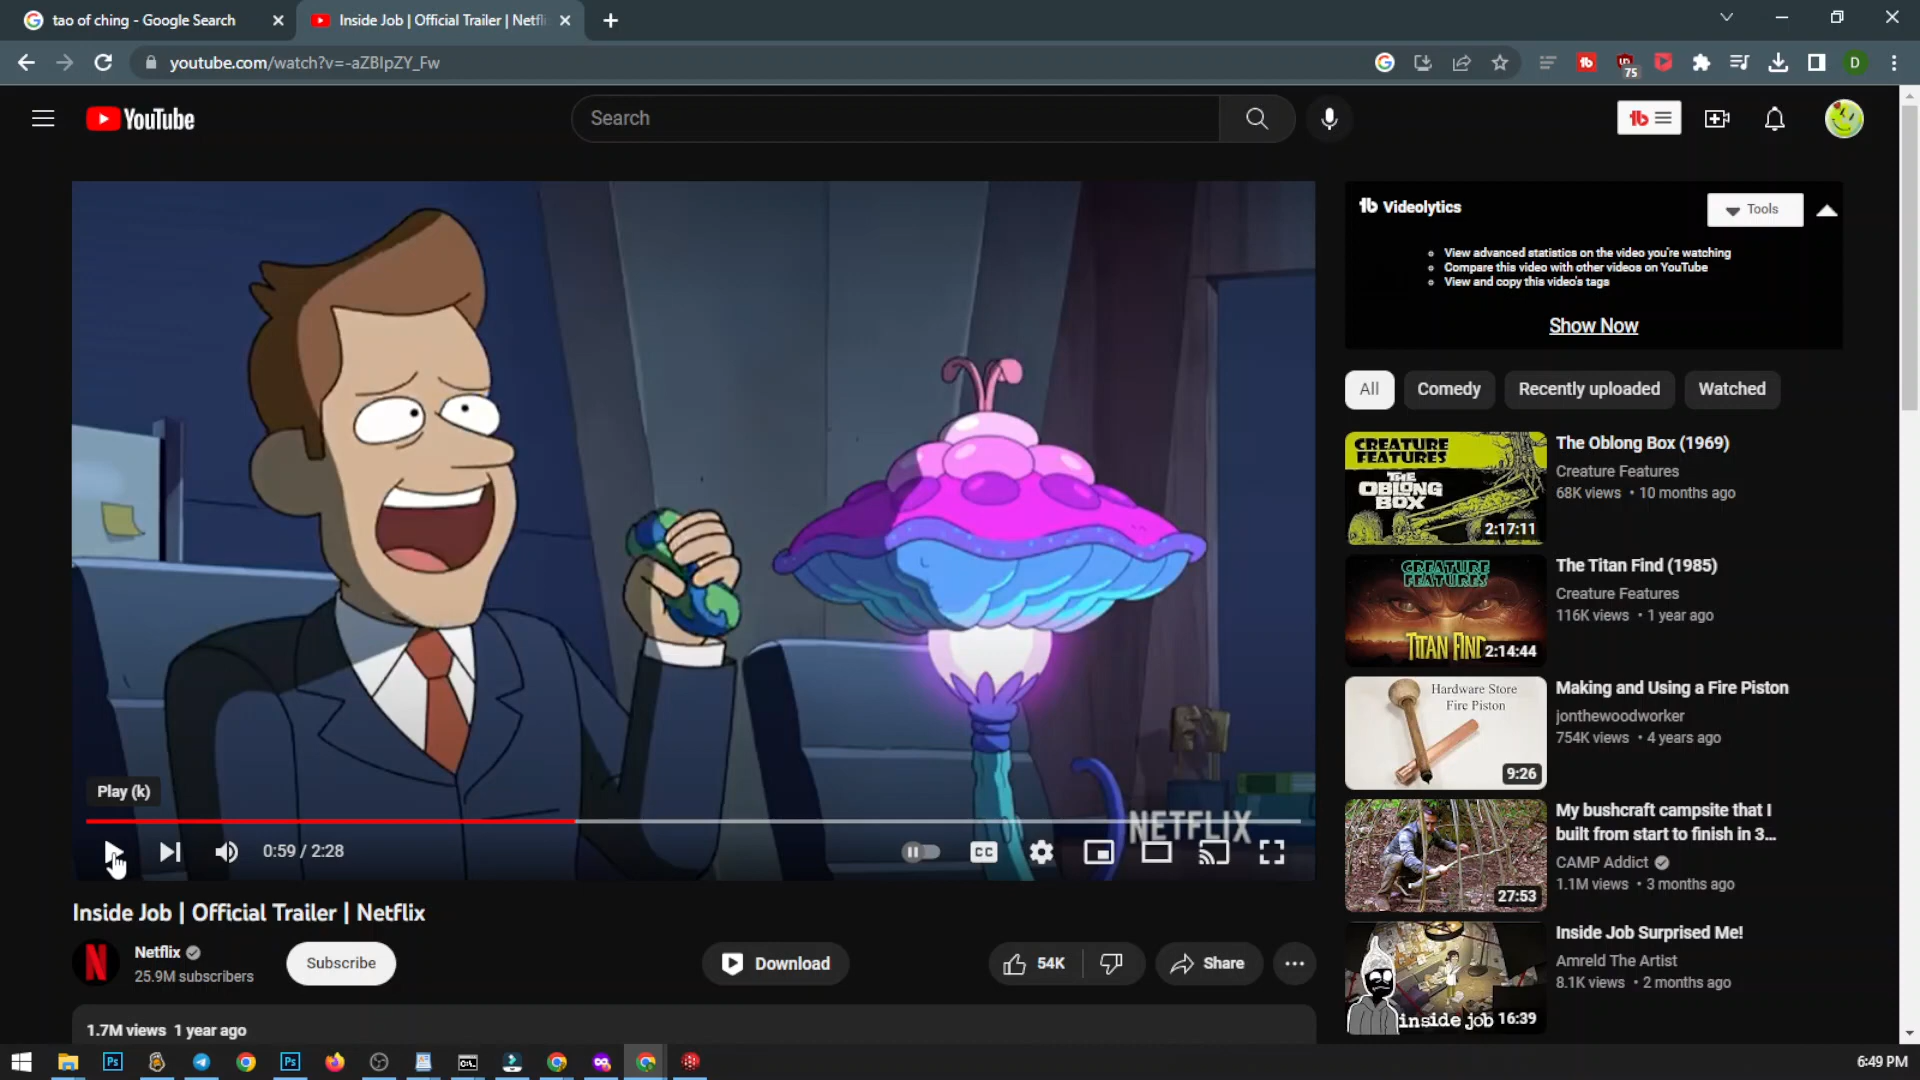 tao of ching - Google Search
Inside Job | Official Trailer | Netfli
youtube.com/watch?v=-aZBIpZY_Fw
75
D
YouTube
Search
tb
tb Videolytics
Tools
View advanced statistics on the video you're watching
Compare this video with other videos on YouTube
View and copy this video's tags
Show Now
All
Comedy
Recently uploaded
Watched
CREATURE FEATURES
THE OBLONG BOX
2:17:11
The Oblong Box (1969)
Creature Features
68K views • 10 months ago
CREATURE FEATURES
TITAN FIND
2:14:44
The Titan Find (1985)
Creature Features
116K views • 1 year ago
Hardware Store
Fire Piston
9:26
Making and Using a Fire Piston
jonthewoodworker
754K views • 4 years ago
27:53
My bushcraft campsite that I
built from start to finish in 3...
CAMP Addict
1.1M views • 3 months ago
inside job
16:39
Inside Job Surprised Me!
Amreld The Artist
8.1K views • 2 months ago
Play (k)
NETFLIX
0:59 / 2:28
CC
Inside Job | Official Trailer | Netflix
N
Netflix
25.9M subscribers
Subscribe
Download
54K
Share
1.7M views 1 year ago
Ps
Ps
6:49 PM